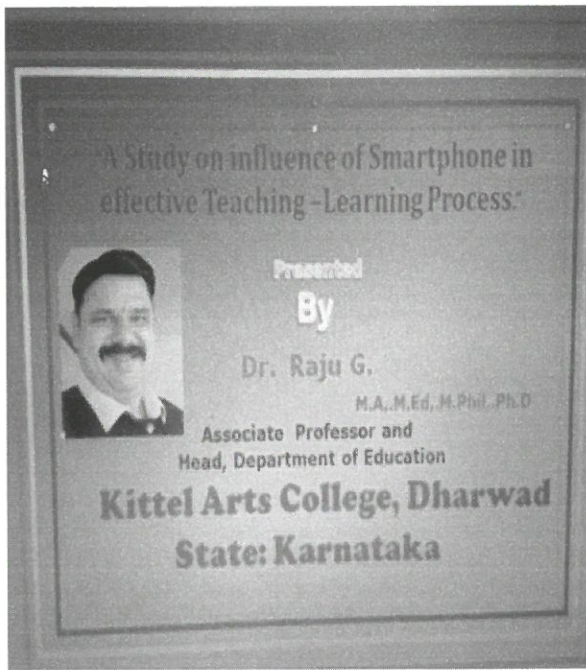 "A Study on influence of Smartphone in
effective Teaching –Learning Process."
Presented
By
Dr. Raju G.
M.A,.M.Ed,.M.Phil,.Ph.D
Associate Professor and
Head, Department of Education
Kittel Arts College, Dharwad
State: Karnataka